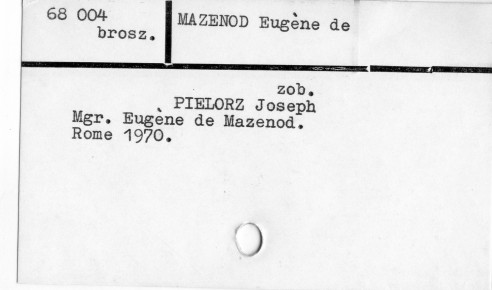 68 004
brosz.
MAZENOD Eugène de
zob.
PIELORZ Joseph
Mgr. Eugène de Mazenod.
Rome 1970.